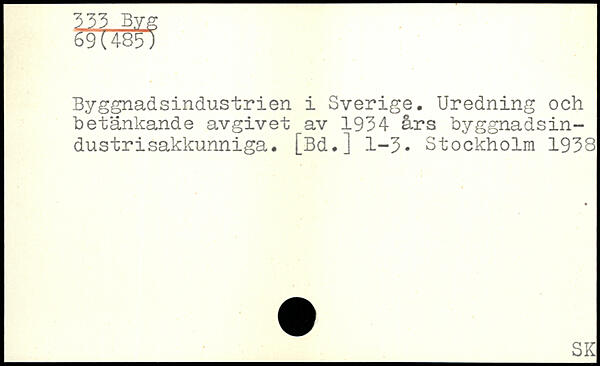 333 Byg
69(485)
Byggnadsindustrien i Sverige. Uredning och
betänkande avgivet av 1934 års byggnadsin-
dustrisakkunniga. [Bd.] 1-3. Stockholm 1938
SK